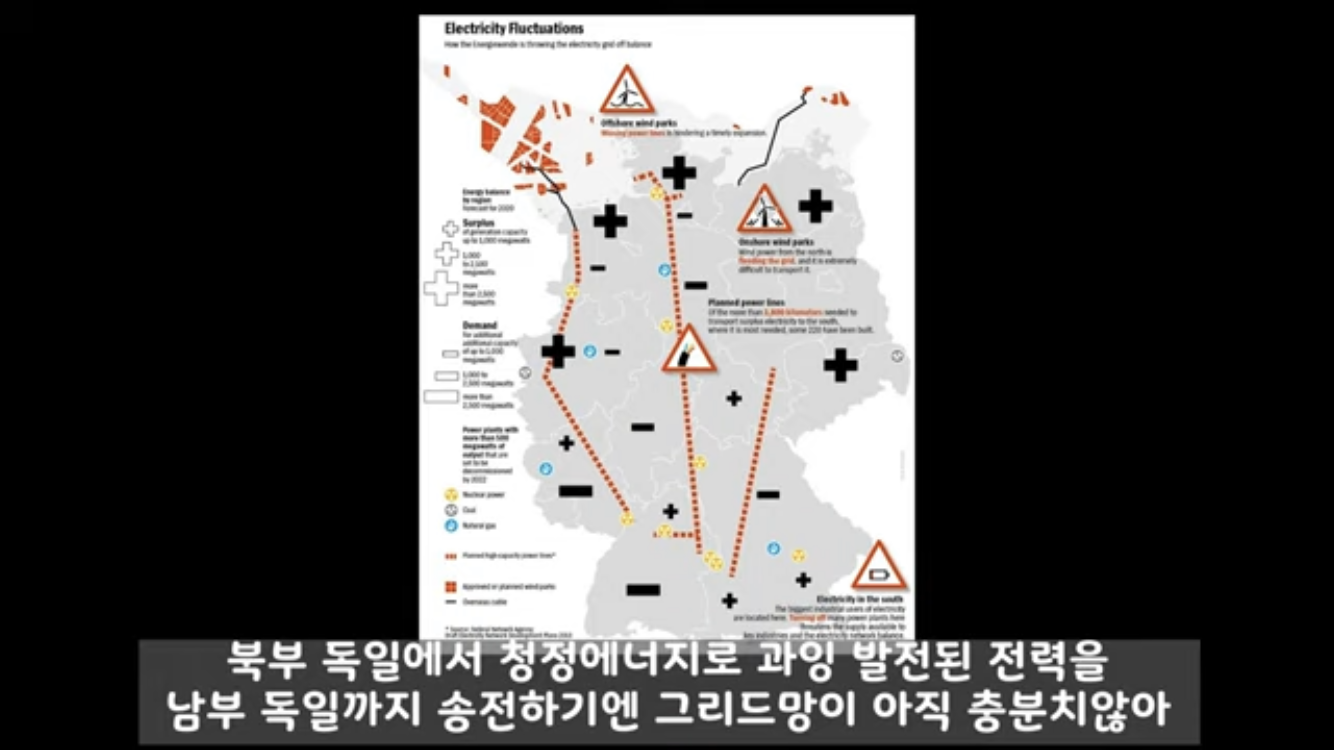 Electricity Fluctuations
How the Energiewende is throwing the electricity grid off balance
Offshore wind parks
Missing power lines is hindering a timely expansion.
Energy balance
by region
Forecast for 2020
Surplus
of generation capacity
up to 1,000 megawatts
1,000
to 2,500
megawatts
more
than 2,500
megawatts
Onshore wind parks
Wind power from the north is
flooding the grid, and it is extremely
difficult to transport it.
Planned power lines
Of the more than kilometers needed to
transport surplus electricity to the south,
where it is most needed, some 220 have been built.
Demand
for additional
additional capacity
of up to 1,000
megawatts
1,000 to
2,500 megawatts
more than
2,500 megawatts
Power plants with
more than 500
megawatts of
output that are
set to be
decommissioned
by 2022
Nuclear power
Coal
Natural gas
Planned high-capacity power lines*
Approved or planned wind parks
Overseas cable
* Source: Federal Network Agency;
Draft Electricity Network Development Plans
Electricity in the south
The biggest industrial users of electricity
are located here. Turning off many power plants here
threatens the supply available to
key industries and the electricity network balance.
북부 독일에서 청정에너지로 과잉 발전된 전력을
남부 독일까지 송전하기엔 그리드망이 아직 충분치않아